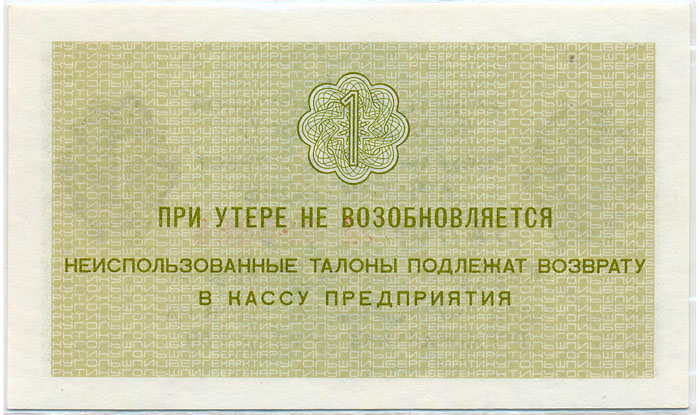 1
ПРИ УТЕРЕ НЕ ВОЗОБНОВЛЯЕТСЯ
НЕИСПОЛЬЗОВАННЫЕ ТАЛОНЫ ПОДЛЕЖАТ ВОЗВРАТУ
В КАССУ ПРЕДПРИЯТИЯ